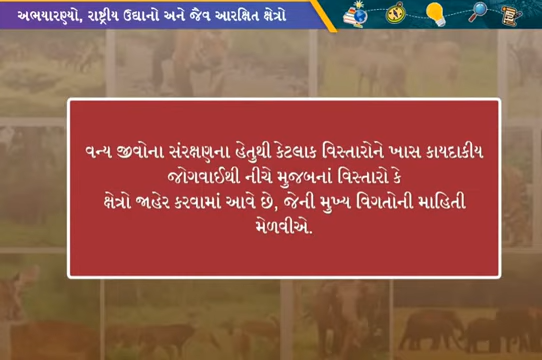 અભયારણ્યો, રાષ્ટ્રીય ઉદ્યાનો અને જૈવ આરક્ષિત ક્ષેત્રો
વન્ય જીવોના સંરક્ષણના હેતુથી કેટલાક વિસ્તારોને ખાસ કાયદાકીય
જોગવાઈથી નીચે મુજબનાં વિસ્તારો કે
ક્ષેત્રો જાહેર કરવામાં આવે છે, જેની મુખ્ય વિગતોની માહિતી
મેળવીએ.